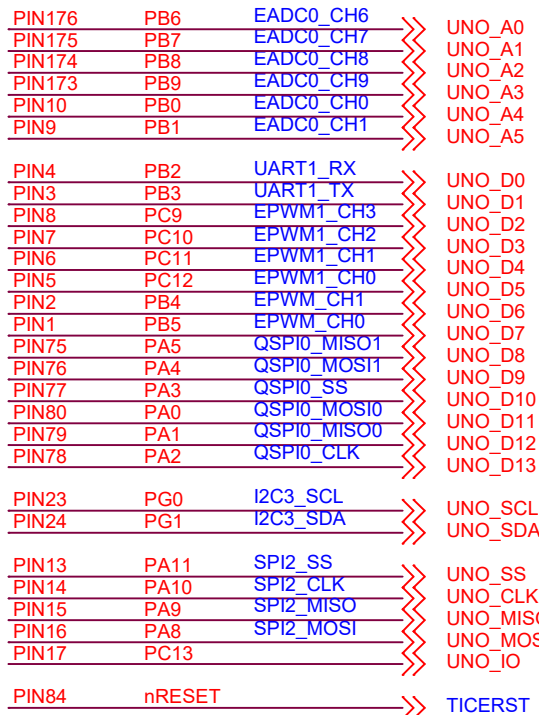 PIN176 PB6 EADC0_CH6 UNO_A0
PIN175 PB7 EADC0_CH7 UNO_A1
PIN174 PB8 EADC0_CH8 UNO_A2
PIN173 PB9 EADC0_CH9 UNO_A3
PIN10 PB0 EADC0_CH0 UNO_A4
PIN9 PB1 EADC0_CH1 UNO_A5
PIN4 PB2 UART1_RX UNO_D0
PIN3 PB3 UART1_TX UNO_D1
PIN8 PC9 EPWM1_CH3 UNO_D2
PIN7 PC10 EPWM1_CH2 UNO_D3
PIN6 PC11 EPWM1_CH1 UNO_D4
PIN5 PC12 EPWM1_CH0 UNO_D5
PIN2 PB4 EPWM_CH1 UNO_D6
PIN1 PB5 EPWM_CH0 UNO_D7
PIN75 PA5 QSPI0_MISO1 UNO_D8
PIN76 PA4 QSPI0_MOSI1 UNO_D9
PIN77 PA3 QSPI0_SS UNO_D10
PIN80 PA0 QSPI0_MOSI0 UNO_D11
PIN79 PA1 QSPI0_MISO0 UNO_D12
PIN78 PA2 QSPI0_CLK UNO_D13
PIN23 PG0 I2C3_SCL UNO_SCL
PIN24 PG1 I2C3_SDA UNO_SDA
PIN13 PA11 SPI2_SS UNO_SS
PIN14 PA10 SPI2_CLK UNO_CLK
PIN15 PA9 SPI2_MISO UNO_MISO
PIN16 PA8 SPI2_MOSI UNO_MOS
PIN17 PC13 UNO_IO
PIN84 nRESET TICERST